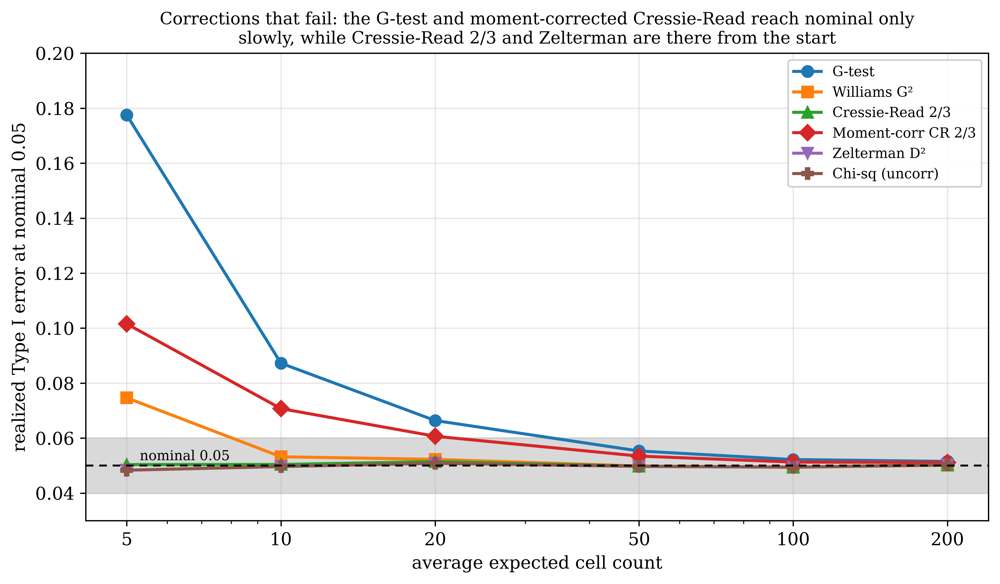 Corrections that fail: the G-test and moment-corrected Cressie-Read reach nominal only
slowly, while Cressie-Read 2/3 and Zelterman are there from the start
realized Type I error at nominal 0.05
0.20
0.18
0.16
0.14
0.12
0.10
0.08
0.06
0.04
G-test
Williams G²
Cressie-Read 2/3
Moment-corr CR 2/3
Zelterman D²
Chi-sq (uncorr)
nominal 0.05
5
10
20
50
100
200
average expected cell count